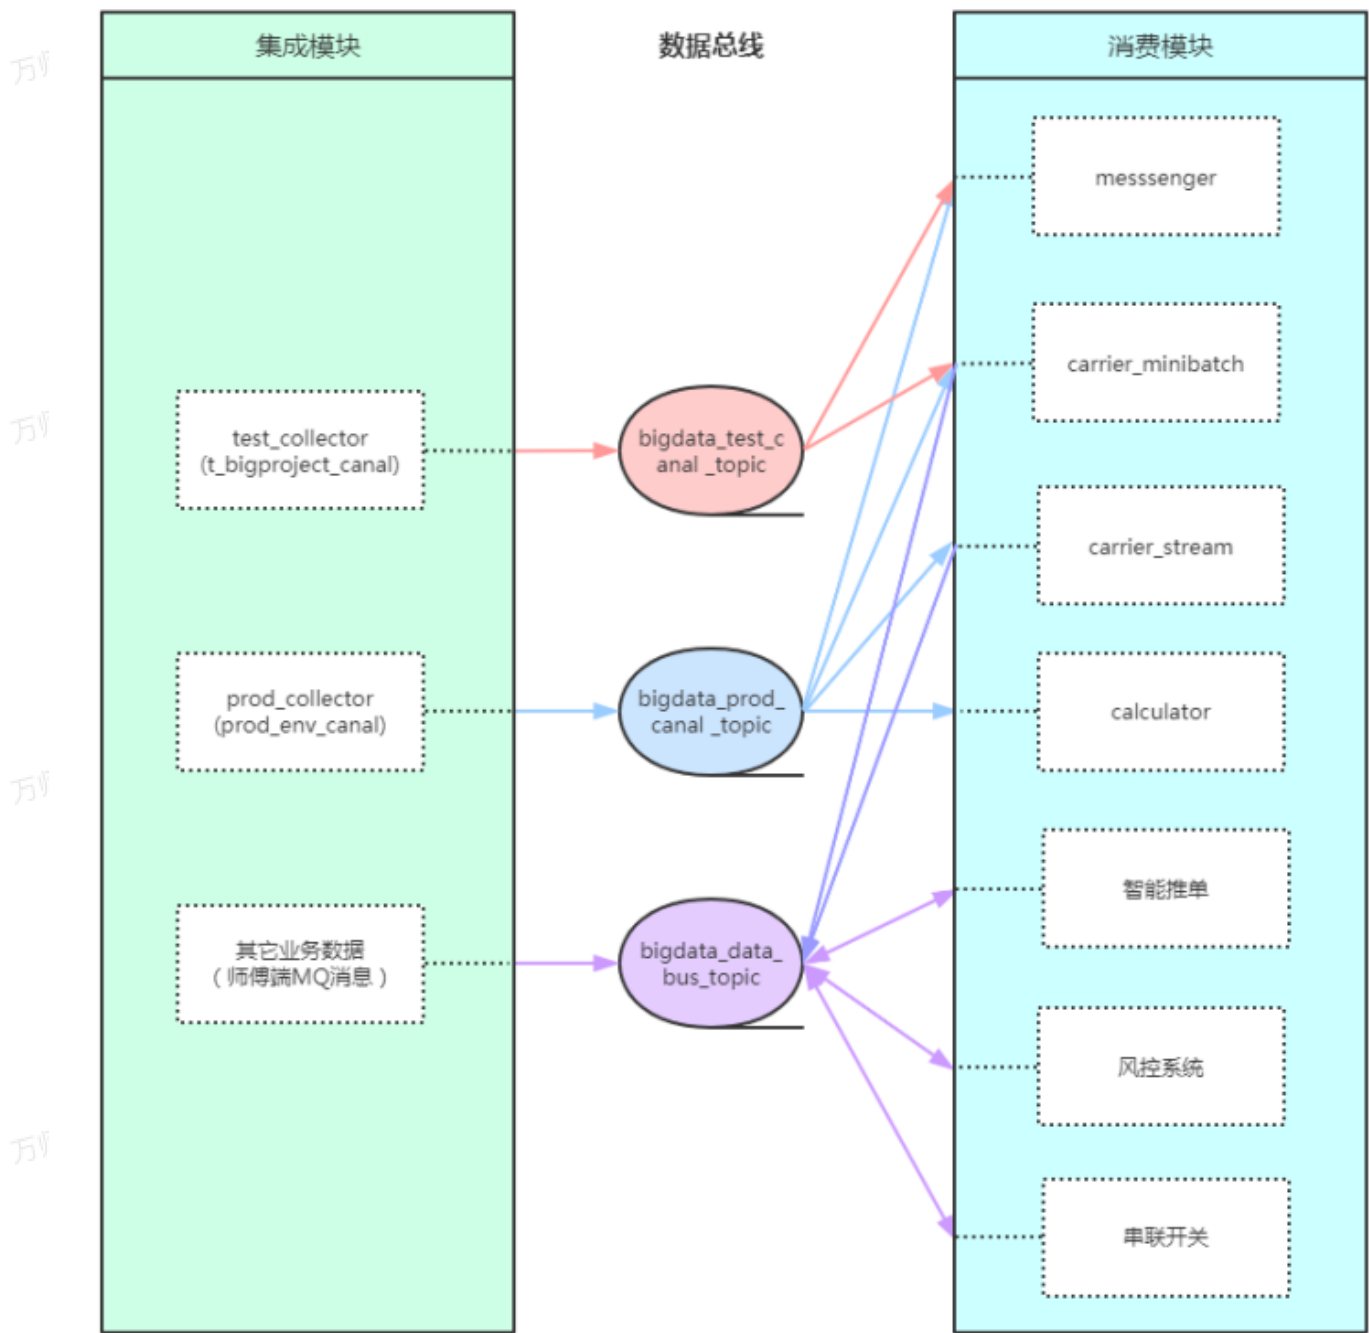 集成模块
数据总线
消费模块
messsenger
carrier_minibatch
test_collector
(t_bigproject_canal)
bigdata_test_c
anal _topic
carrier_stream
prod_collector
(prod_env_canal)
bigdata_prod_
canal _topic
calculator
智能推单
其它业务数据
（师傅端MQ消息）
bigdata_data_
bus_topic
风控系统
串联开关